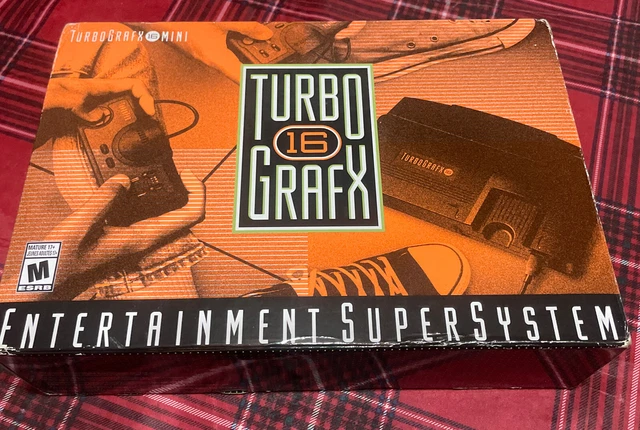 TURBOGRAFX 16 MINI
TURBO
16
GRAFX
TURBOGRAFX
MATURE 17+
M
ESRB
ENTERTAINMENT SUPERSYSTEM